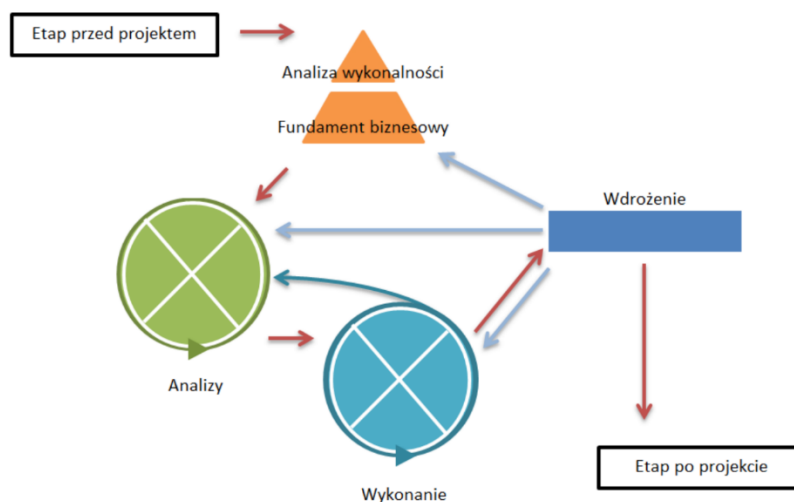 Etap przed projektem
Analiza wykonalności
Fundament biznesowy
Wdrożenie
Analizy
Etap po projekcie
Wykonanie